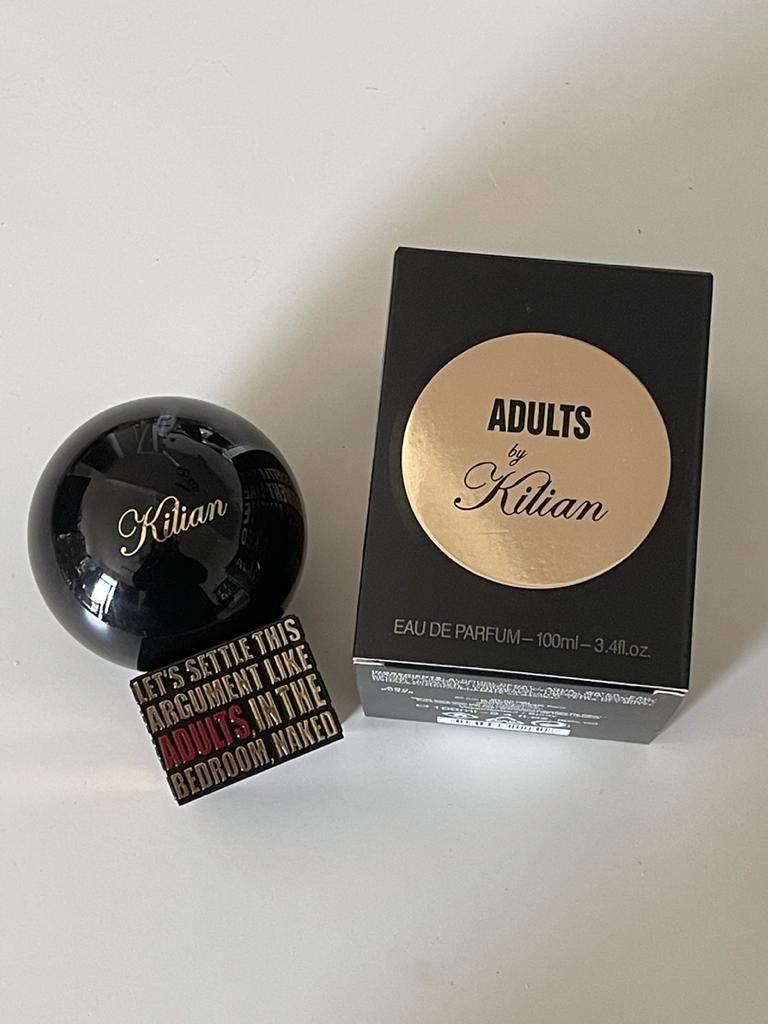 Kilian
LET'S SETTLE THIS
ARGUMENT LIKE
ADULTS IN THE
BEDROOM, NAKED
ADULTS
by
Kilian
EAU DE PARFUM – 100ml – 3.4fl.oz.